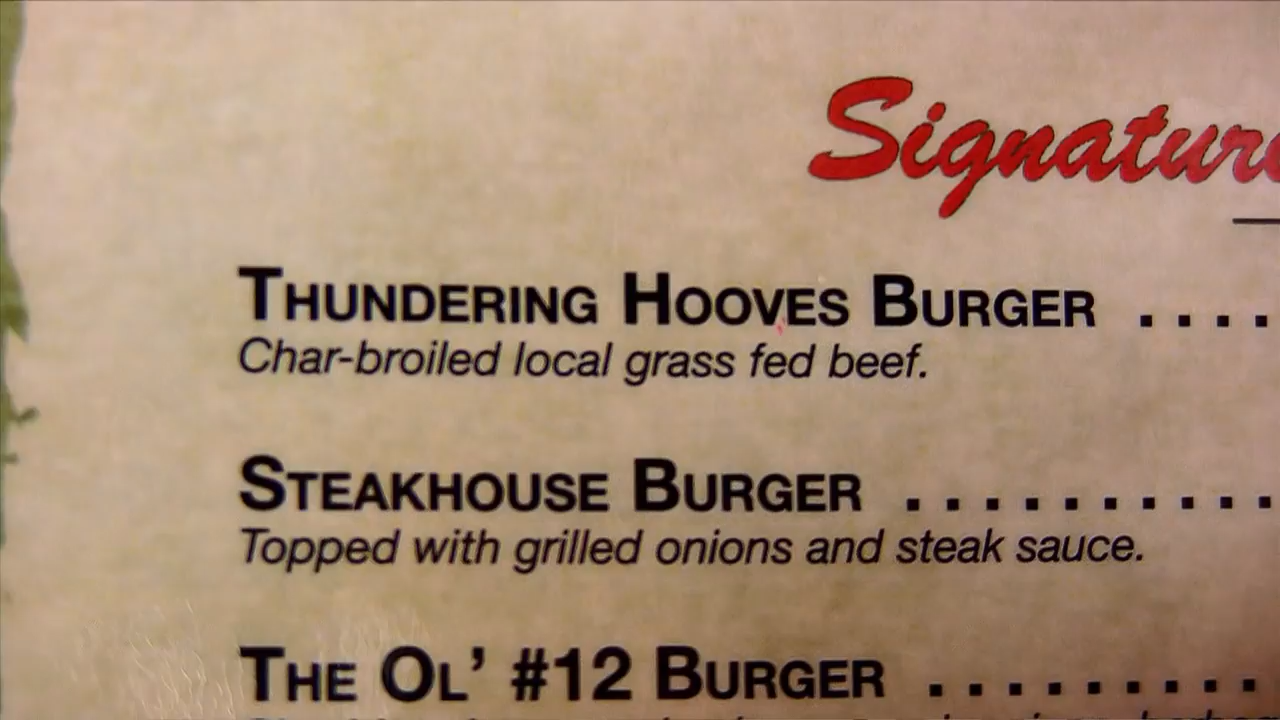 Signature
THUNDERING HOOVES BURGER ....
Char-broiled local grass fed beef.
STEAKHOUSE BURGER ..........
Topped with grilled onions and steak sauce.
THE OL' #12 BURGER .........